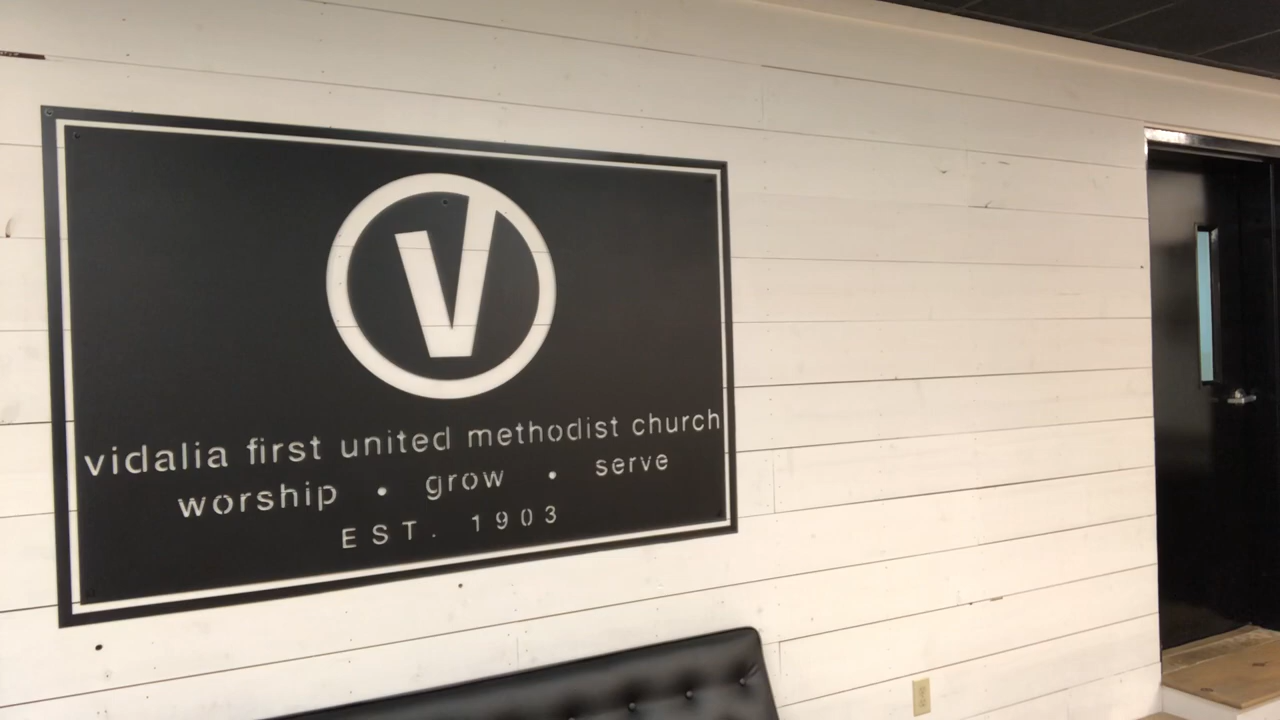 V
vidalia first united methodist church
worship • grow • serve
EST. 1903